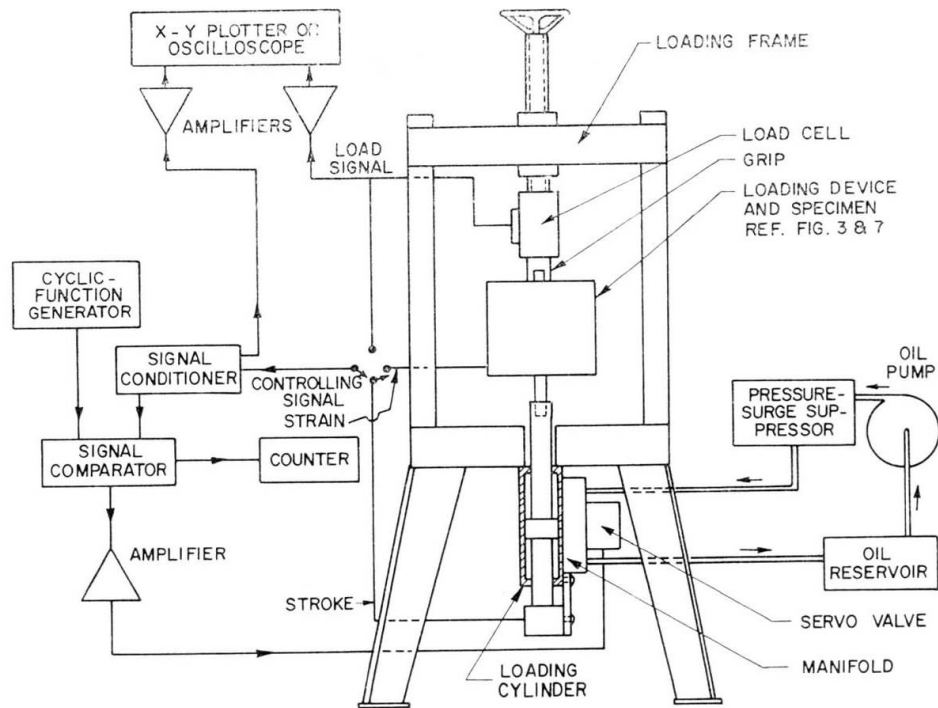 X-Y PLOTTER OR
OSCILLOSCOPE
AMPLIFIERS
LOAD
SIGNAL
LOADING FRAME
LOAD CELL
GRIP
LOADING DEVICE
AND SPECIMEN
REF. FIG. 3 & 7
CYCLIC-
FUNCTION
GENERATOR
SIGNAL
CONDITIONER
CONTROLLING
SIGNAL
STRAIN
OIL
PUMP
PRESSURE-
SURGE SUP-
PRESSOR
SIGNAL
COMPARATOR
COUNTER
AMPLIFIER
OIL
RESERVOIR
STROKE
SERVO VALVE
MANIFOLD
LOADING
CYLINDER